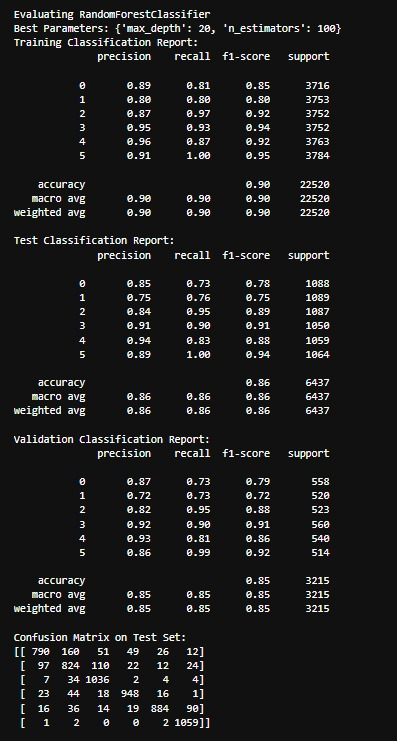 Evaluating RandomForestClassifier
Best Parameters: {'max_depth': 20, 'n_estimators': 100}
Training Classification Report:
              precision    recall  f1-score   support

           0       0.89      0.81      0.85      3716
           1       0.80      0.80      0.80      3753
           2       0.87      0.97      0.92      3752
           3       0.95      0.93      0.94      3752
           4       0.96      0.87      0.92      3763
           5       0.91      1.00      0.95      3784

    accuracy                           0.90     22520
   macro avg       0.90      0.90      0.90     22520
weighted avg       0.90      0.90      0.90     22520

Test Classification Report:
              precision    recall  f1-score   support

           0       0.85      0.73      0.78      1088
           1       0.75      0.76      0.75      1089
           2       0.84      0.95      0.89      1087
           3       0.91      0.90      0.91      1050
           4       0.94      0.83      0.88      1059
           5       0.89      1.00      0.94      1064

    accuracy                           0.86      6437
   macro avg       0.86      0.86      0.86      6437
weighted avg       0.86      0.86      0.86      6437

Validation Classification Report:
              precision    recall  f1-score   support

           0       0.87      0.73      0.79       558
           1       0.72      0.73      0.72       520
           2       0.82      0.95      0.88       523
           3       0.92      0.90      0.91       560
           4       0.93      0.81      0.86       540
           5       0.86      0.99      0.92       514

    accuracy                           0.85      3215
   macro avg       0.85      0.85      0.85      3215
weighted avg       0.85      0.85      0.85      3215

Confusion Matrix on Test Set:
[[ 790  160   51   49   26   12]
 [  97  824  110   22   12   24]
 [   7   34 1036    2    4    4]
 [  23   44   18  948   16    1]
 [  16   36   14   19  884   90]
 [   1    2    0    0    2 1059]]